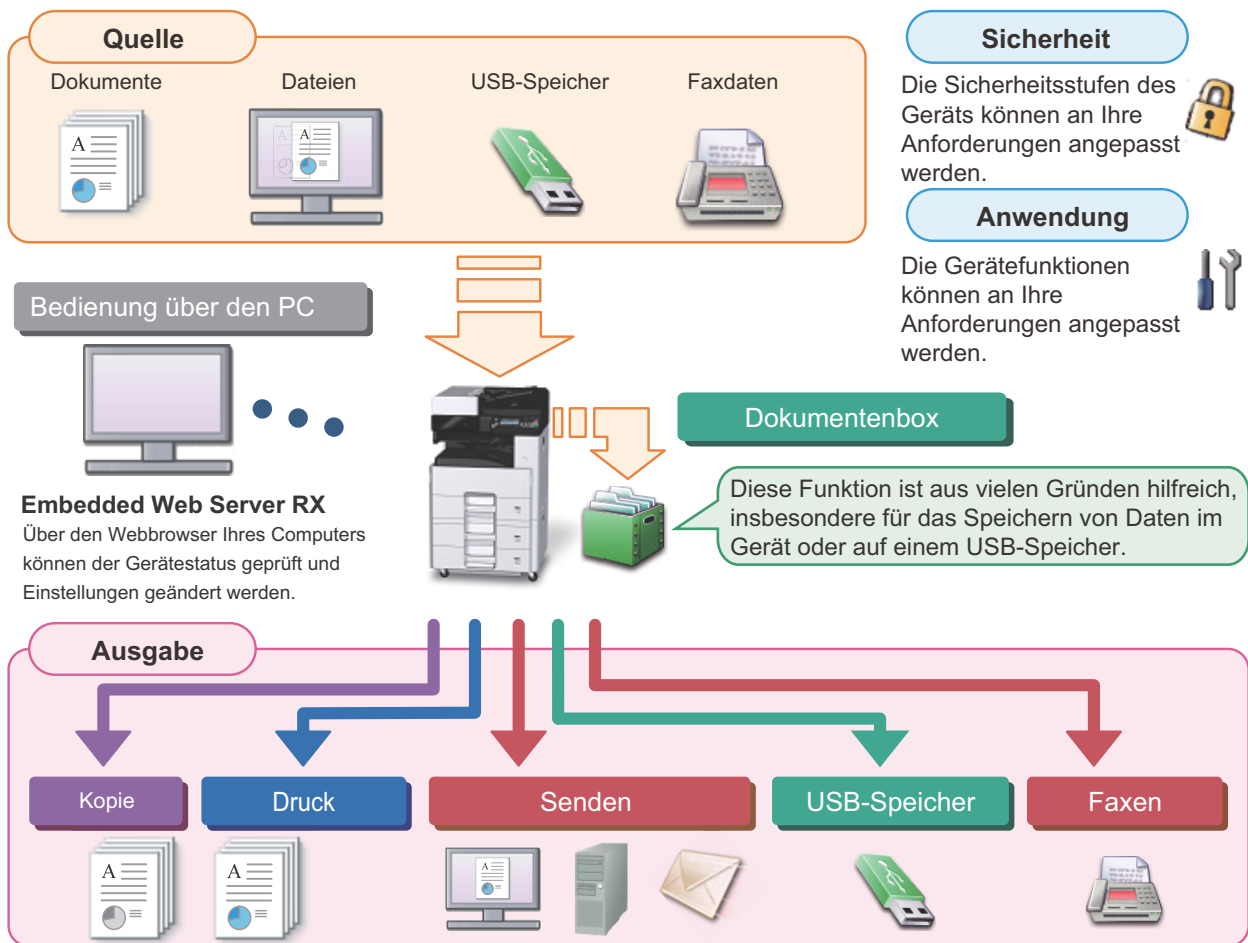 Quelle
Dokumente
Dateien
USB-Speicher
Faxdaten
Sicherheit
Die Sicherheitsstufen des
Geräts können an Ihre
Anforderungen angepasst
werden.
Anwendung
Die Gerätefunktionen
können an Ihre
Anforderungen angepasst
werden.
Bedienung über den PC
Embedded Web Server RX
Über den Webbrowser Ihres Computers
können der Gerätestatus geprüft und
Einstellungen geändert werden.
Dokumentenbox
Diese Funktion ist aus vielen Gründen hilfreich,
insbesondere für das Speichern von Daten im
Gerät oder auf einem USB-Speicher.
Ausgabe
Kopie
Druck
Senden
USB-Speicher
Faxen